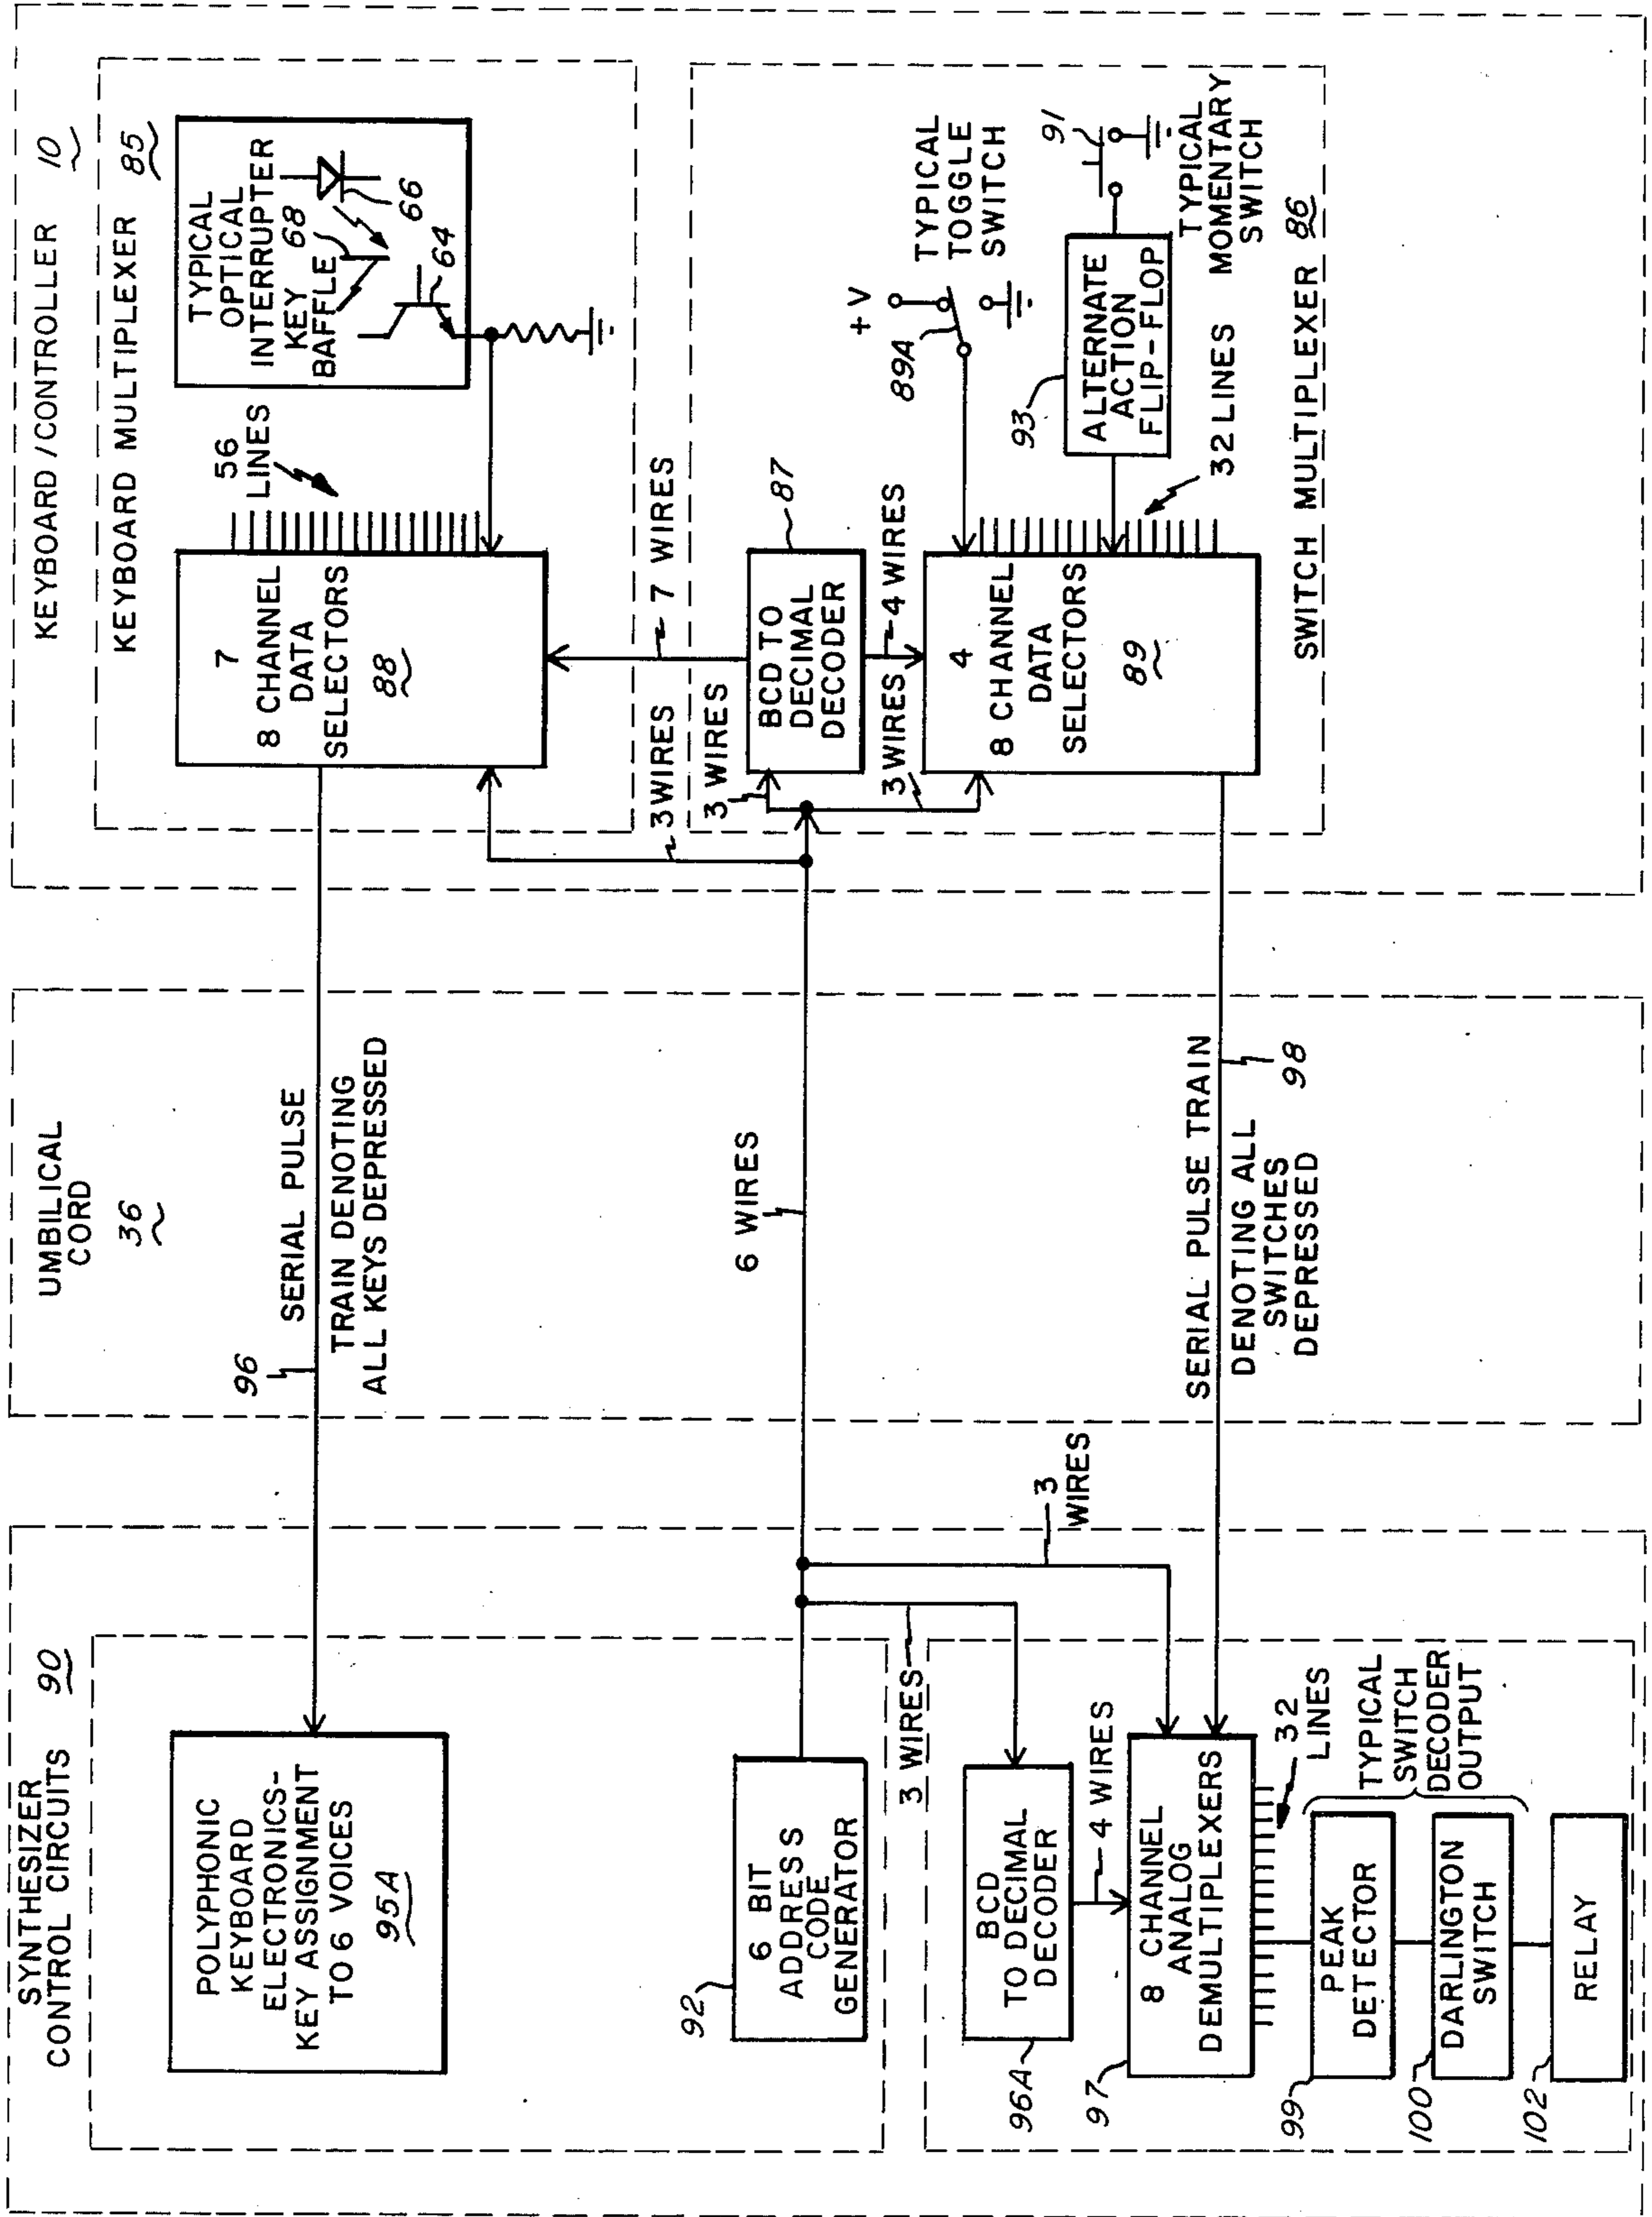 KEYBOARD/CONTROLLER 10
KEYBOARD MULTIPLEXER 85
TYPICAL
OPTICAL
INTERRUPTER
KEY 68
BAFFLE
66
64
56
LINES
7
8 CHANNEL
DATA
SELECTORS
88
7 WIRES
3 WIRES
3 WIRES
BCD TO
DECIMAL
DECODER
87
4 WIRES
3 WIRES
4
8 CHANNEL
DATA
SELECTORS
89
+V
89A
TYPICAL
TOGGLE
SWITCH
93
ALTERNATE
ACTION
FLIP-FLOP
91
TYPICAL
MOMENTARY
SWITCH
32 LINES
SWITCH MULTIPLEXER 86
UMBILICAL
CORD
36
96
SERIAL PULSE
TRAIN DENOTING
ALL KEYS DEPRESSED
6 WIRES
SERIAL PULSE TRAIN
DENOTING ALL
SWITCHES
DEPRESSED
98
SYNTHESIZER
CONTROL CIRCUITS 90
POLYPHONIC
KEYBOARD
ELECTRONICS-
KEY ASSIGNMENT
TO 6 VOICES
95A
92
6 BIT
ADDRESS
CODE
GENERATOR
3 WIRES
3
WIRES
96A
BCD
TO DECIMAL
DECODER
4 WIRES
97
8 CHANNEL
ANALOG
DEMULTIPLEXERS
32
LINES
TYPICAL
SWITCH
DECODER
OUTPUT
99
PEAK
DETECTOR
100
DARLINGTON
SWITCH
102
RELAY